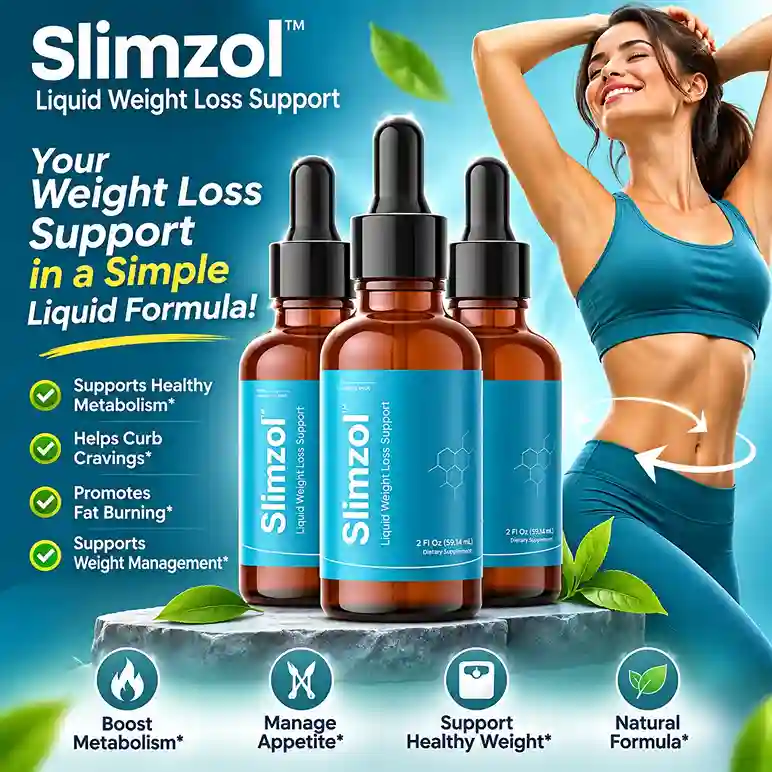 Slimzol™
Liquid Weight Loss Support
Your
Weight Loss
Support
in a Simple
Liquid Formula!
Supports Healthy
Metabolism*
Helps Curb
Cravings*
Promotes
Fat Burning*
Supports
Weight Management*
Slimzol™
Liquid Weight Loss Support
Slimzol™
Liquid Weight Loss Support
2 Fl Oz (59.14 mL)
Dietary Supplement
2 Fl Oz (59.14 mL)
Dietary Supplement
Boost
Metabolism*
Manage
Appetite*
Support
Healthy Weight*
Natural
Formula*